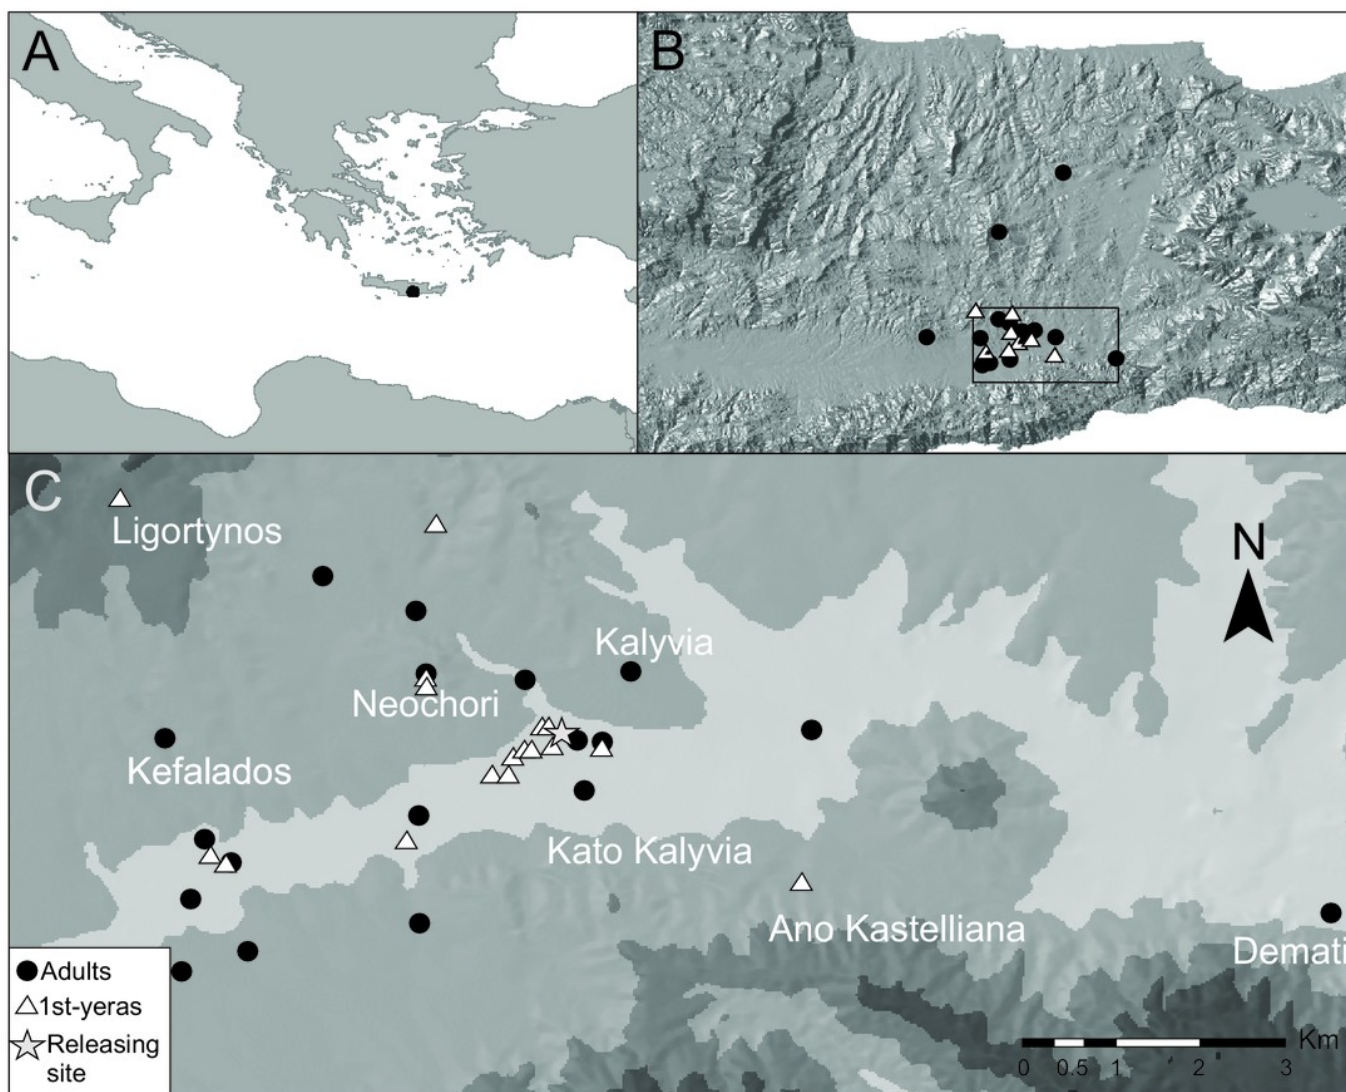 A
B
C
Ligortynos
N
Kalyvia
Neochori
Kefalados
Kato Kalyvia
Ano Kastelliana
Demati
Adults
1st-yeras
Releasing
site
Km
0 0.5 1 2 3